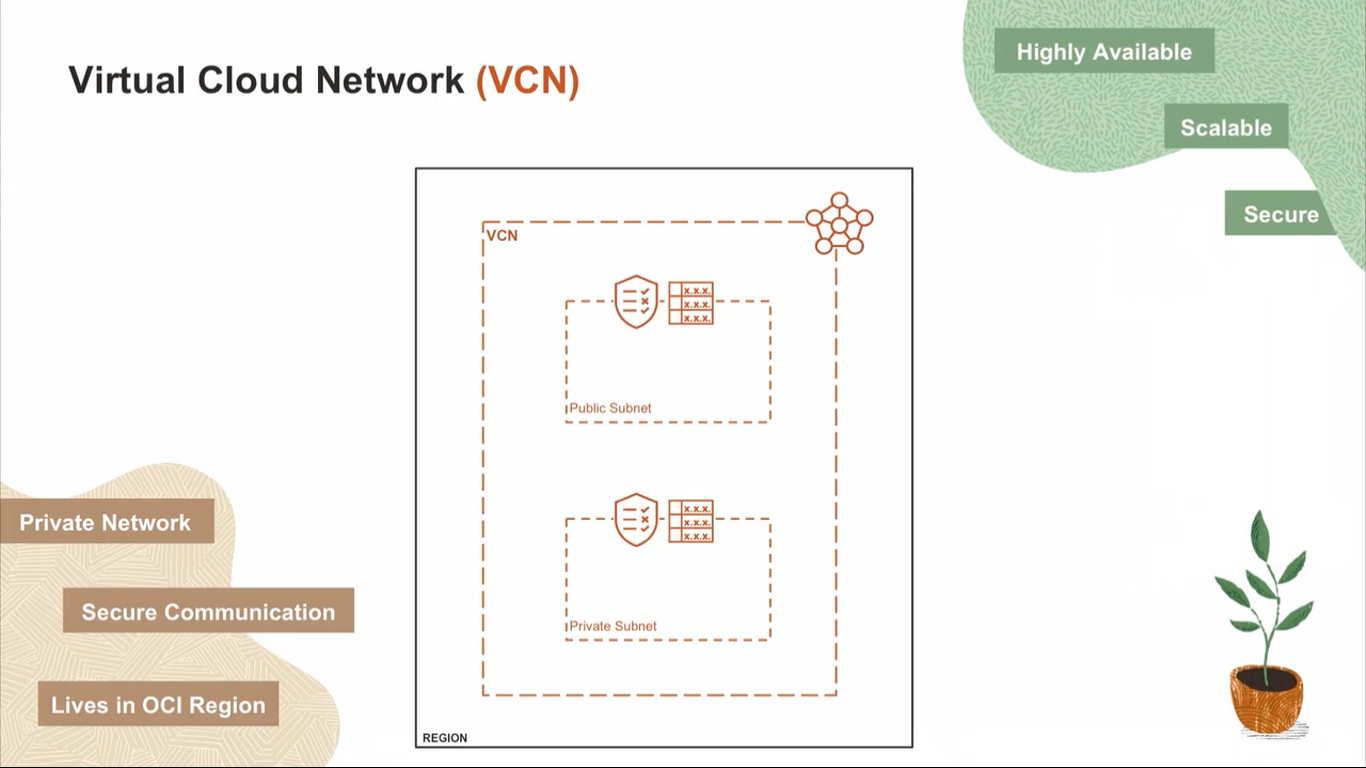 Virtual Cloud Network (VCN)
Highly Available
Scalable
Secure
VCN
x.x.x.
x.x.x.
x.x.x.
Public Subnet
x.x.x.
x.x.x.
x.x.x.
Private Subnet
REGION
Private Network
Secure Communication
Lives in OCI Region